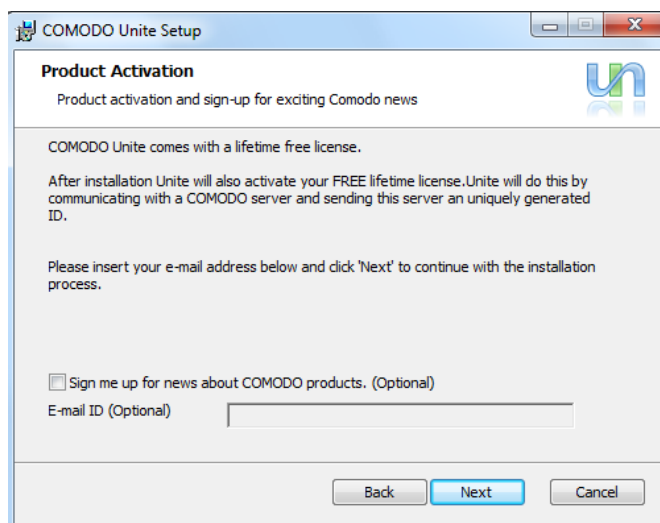 COMODO Unite Setup
Product Activation
Product activation and sign-up for exciting Comodo news
COMODO Unite comes with a lifetime free license.
After installation Unite will also activate your FREE lifetime license.Unite will do this by
communicating with a COMODO server and sending this server an uniquely generated
ID.
Please insert your e-mail address below and click 'Next' to continue with the installation
process.
Sign me up for news about COMODO products. (Optional)
E-mail ID (Optional)
Back Next Cancel